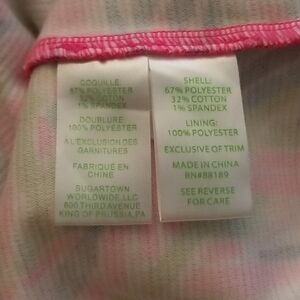 COQUILLE:
67% POLYESTER
32% COTTON
1% SPANDEX
DOUBLURE:
100% POLYESTER
A L'EXCLUSION DES
GARNITURES
FABRIQUÉ EN
CHINE
SUGARTOWN
WORLDWIDE, LLC
800 THIRD AVENUE
KING OF PRUSSIA, PA
SHELL:
67% POLYESTER
32% COTTON
1% SPANDEX
LINING:
100% POLYESTER
EXCLUSIVE OF TRIM
MADE IN CHINA
RN#88189
SEE REVERSE
FOR CARE